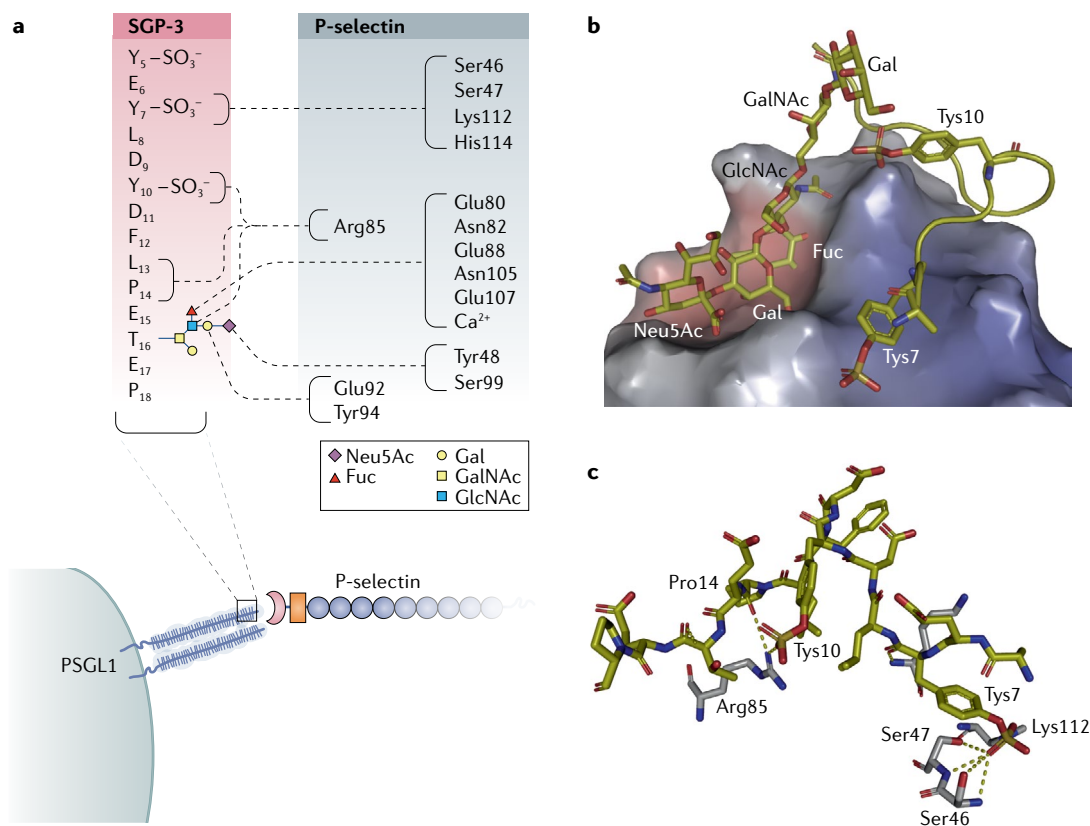 a
SGP-3
P-selectin
Y5–SO3−
E6
Y7–SO3−
L8
D9
Y10–SO3−
D11
F12
L13
P14
E15
T16
E17
P18
Ser46
Ser47
Lys112
His114
Arg85
Glu80
Asn82
Glu88
Asn105
Glu107
Ca2+
Tyr48
Ser99
Glu92
Tyr94
Neu5Ac
Gal
Fuc
GalNAc
GlcNAc
P-selectin
PSGL1
b
Gal
GalNAc
Tys10
GlcNAc
Fuc
Neu5Ac
Gal
Tys7
c
Pro14
Tys10
Arg85
Tys7
Ser47
Lys112
Ser46